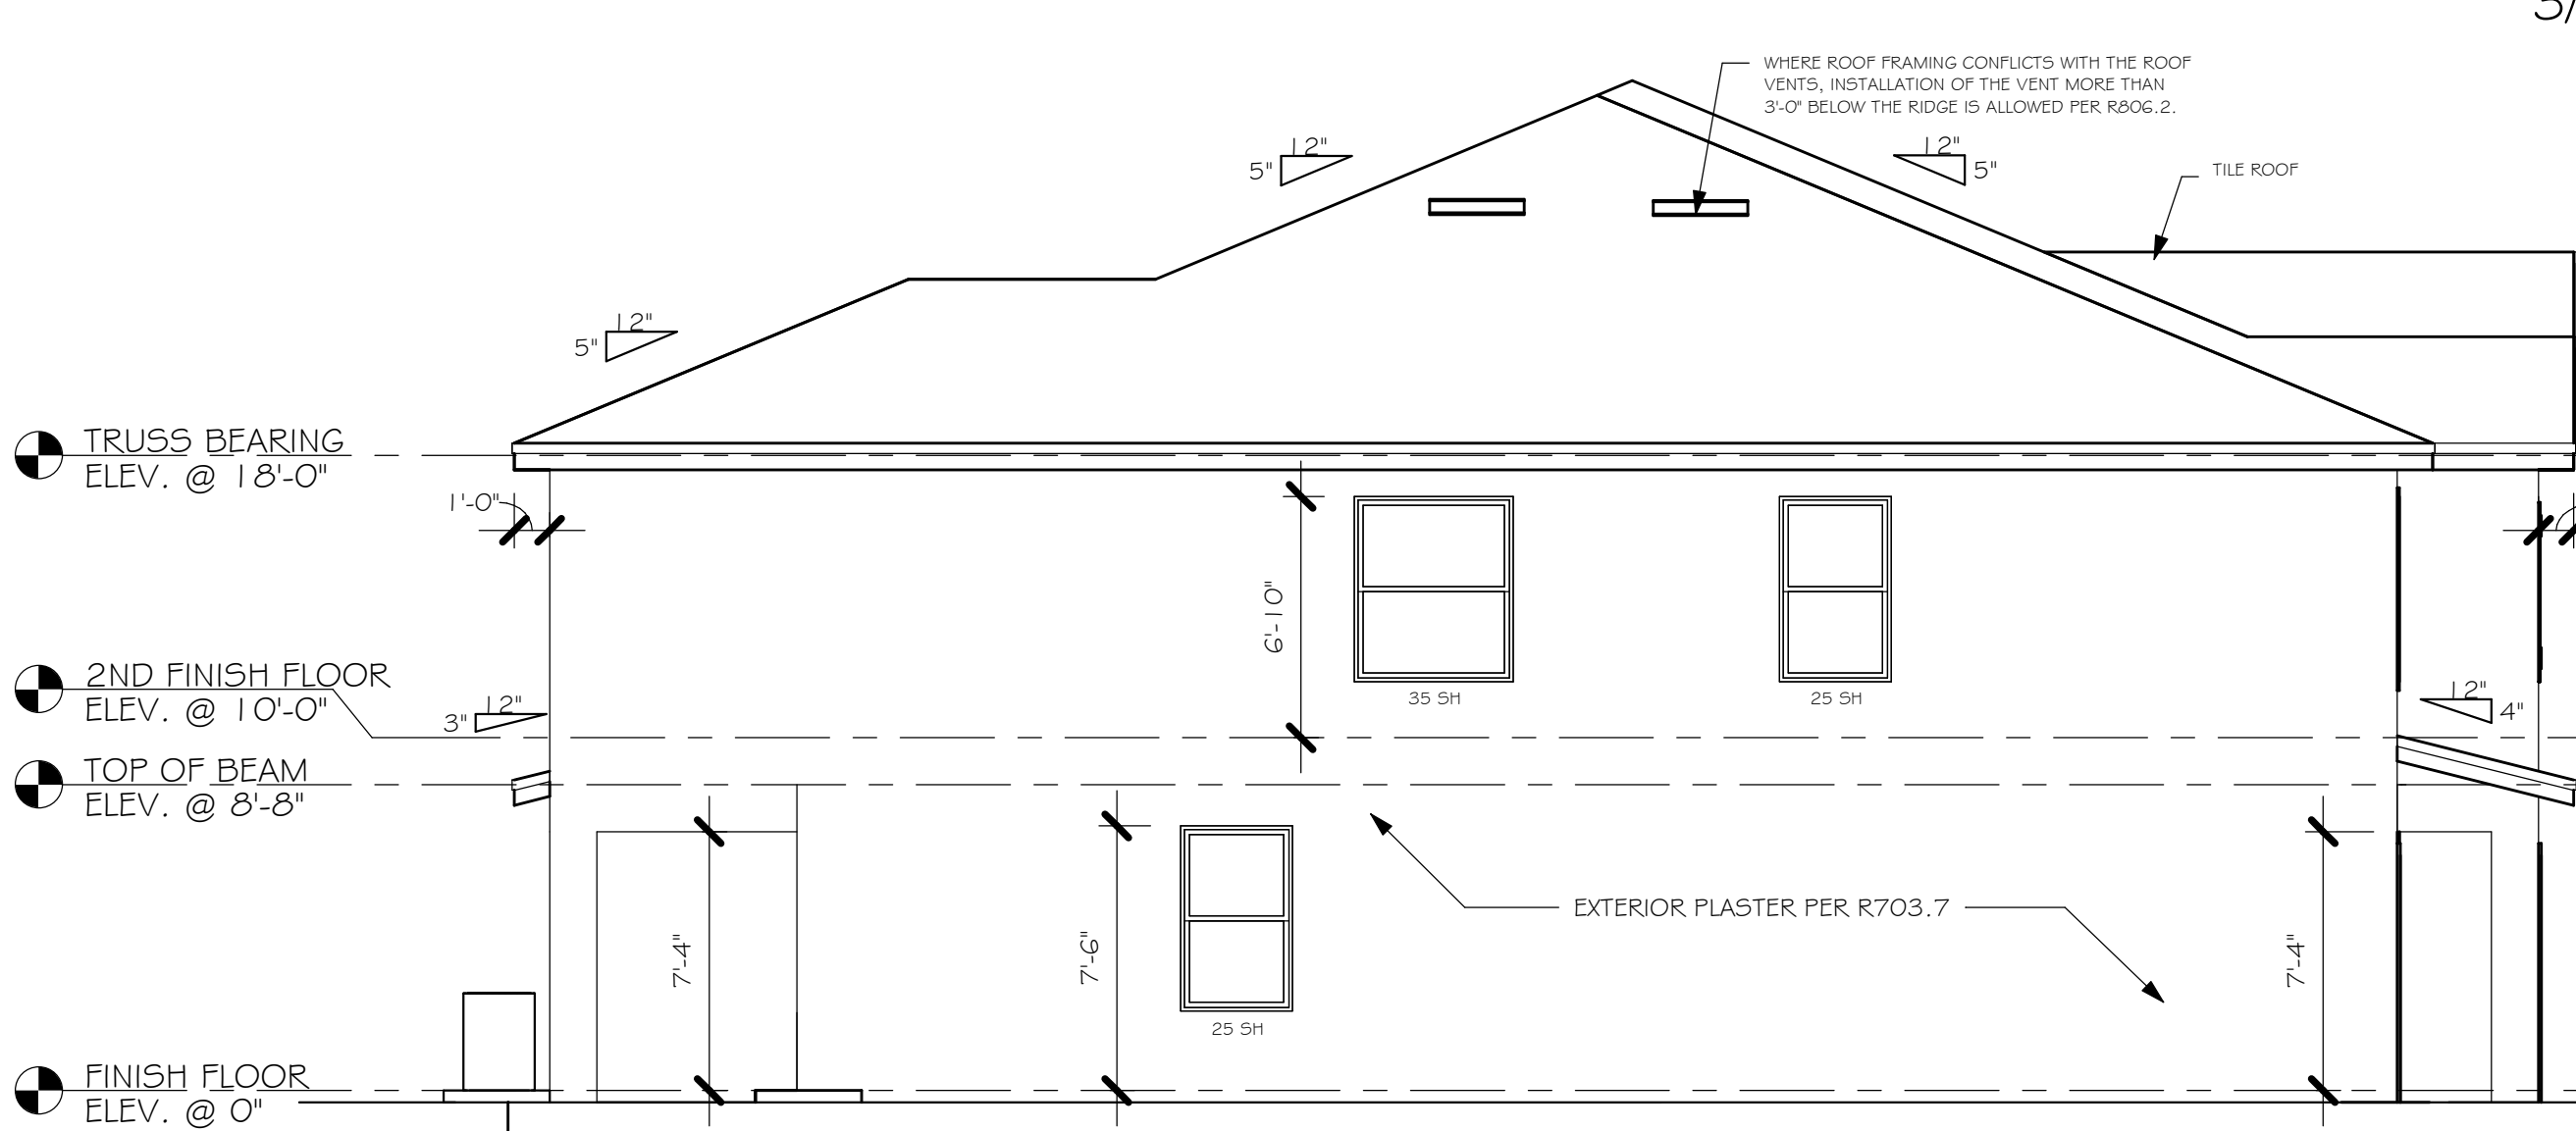 3/
WHERE ROOF FRAMING CONFLICTS WITH THE ROOF
VENTS, INSTALLATION OF THE VENT MORE THAN
3'-0" BELOW THE RIDGE IS ALLOWED PER R806.2.
12"
5"
12"
5"
TILE ROOF
12"
5"
TRUSS BEARING
ELEV. @ 18'-0"
1'-0"
6'-10"
35 SH
25 SH
2ND FINISH FLOOR
ELEV. @ 10'-0"
12"
3"
12"
4"
TOP OF BEAM
ELEV. @ 8'-8"
7'-4"
7'-6"
EXTERIOR PLASTER PER R703.7
7'-4"
25 SH
FINISH FLOOR
ELEV. @ 0"